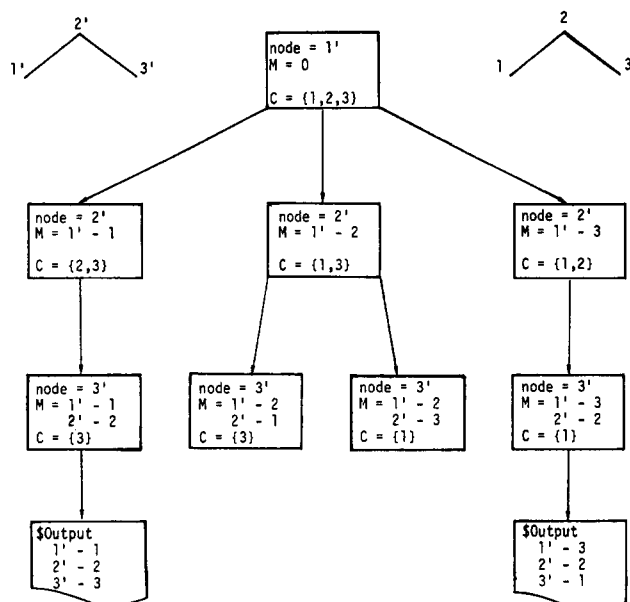 2'
1'
3'
node = 1'
M = 0
C = {1,2,3}
2
1
3
node = 2'
M = 1' - 1
C = {2,3}
node = 2'
M = 1' - 2
C = {1,3}
node = 2'
M = 1' - 3
C = {1,2}
node = 3'
M = 1' - 1
2' - 2
C = {3}
node = 3'
M = 1' - 2
2' - 1
C = {3}
node = 3'
M = 1' - 2
2' - 3
C = {1}
node = 3'
M = 1' - 3
2' - 2
C = {1}
$Output
1' - 1
2' - 2
3' - 3
$Output
1' - 3
2' - 2
3' - 1